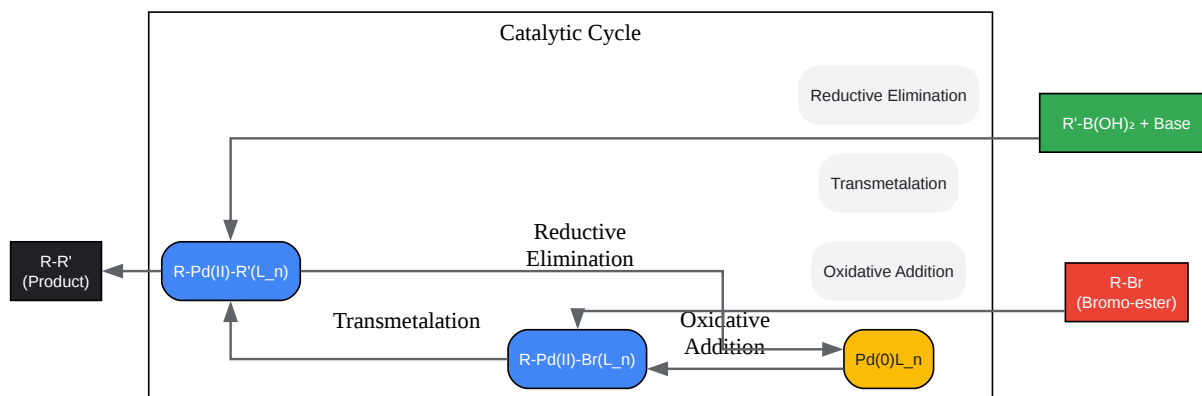 Catalytic Cycle
Reductive Elimination
R'-B(OH)₂ + Base
Transmetalation
Reductive
Elimination
R-R'
(Product)
R-Pd(II)-R'(L_n)
Oxidative Addition
R-Br
(Bromo-ester)
Transmetalation
Oxidative
Addition
R-Pd(II)-Br(L_n)
Pd(0)L_n